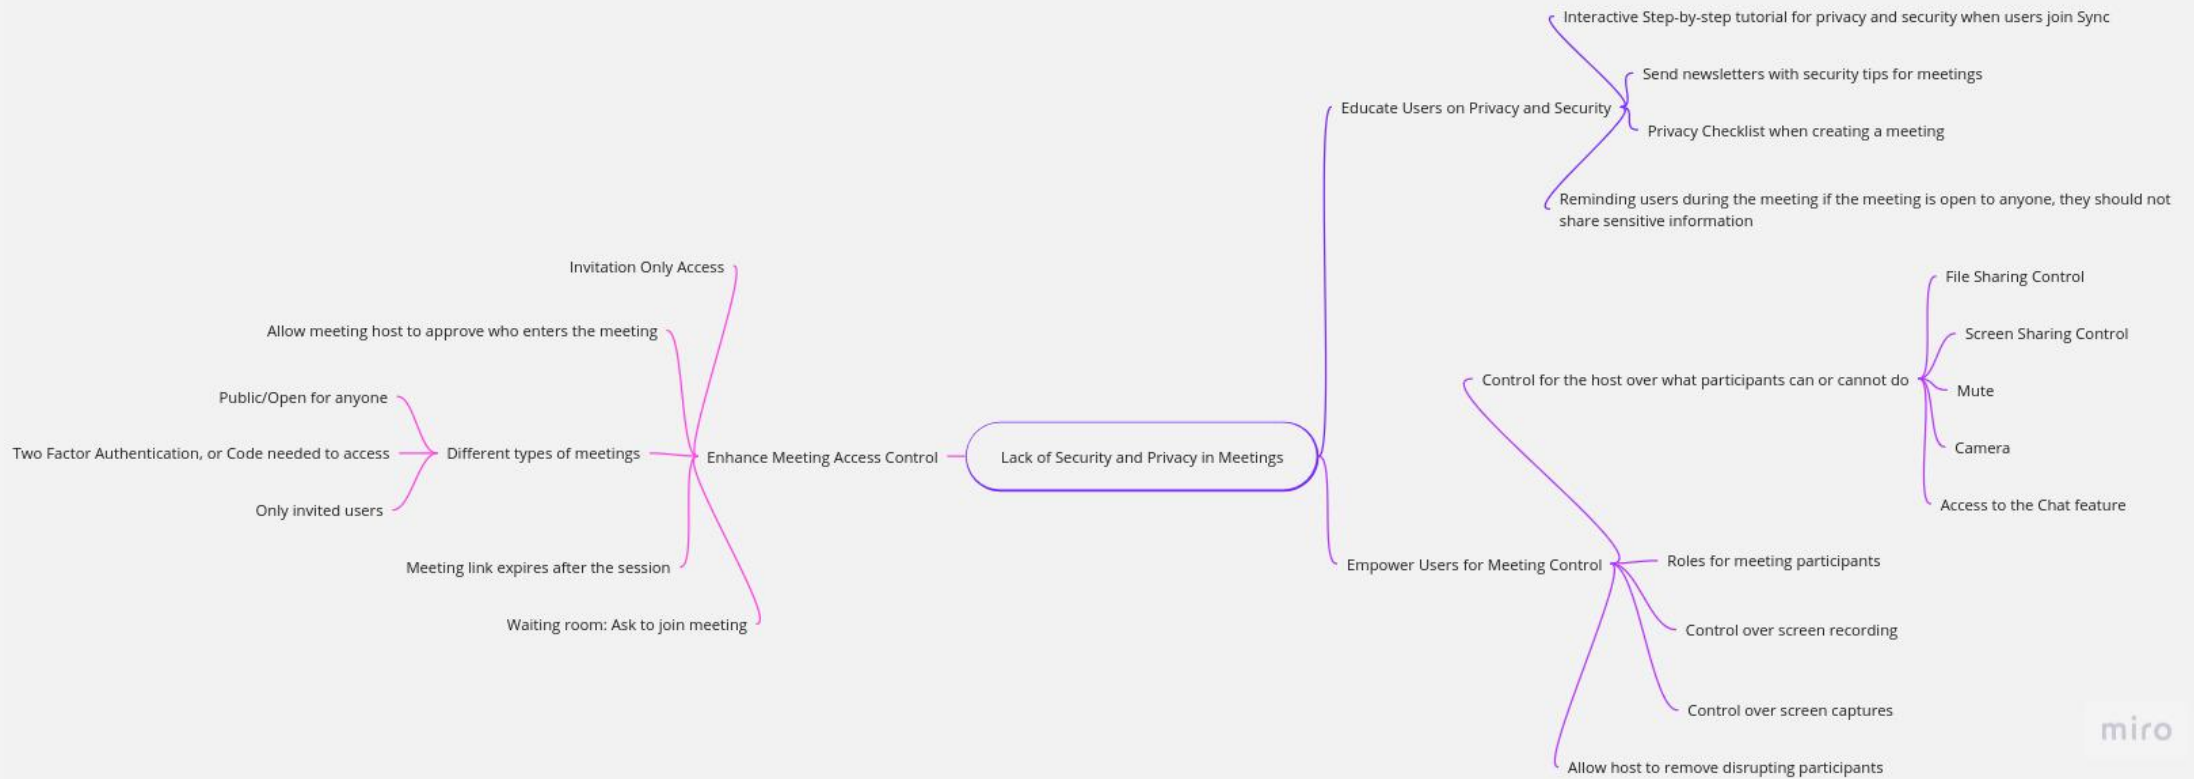 Lack of Security and Privacy in Meetings
Educate Users on Privacy and Security
Interactive Step-by-step tutorial for privacy and security when users join Sync
Send newsletters with security tips for meetings
Privacy Checklist when creating a meeting
Reminding users during the meeting if the meeting is open to anyone, they should not
share sensitive information
Empower Users for Meeting Control
Control for the host over what participants can or cannot do
File Sharing Control
Screen Sharing Control
Mute
Camera
Access to the Chat feature
Roles for meeting participants
Control over screen recording
Control over screen captures
Allow host to remove disrupting participants
Enhance Meeting Access Control
Invitation Only Access
Allow meeting host to approve who enters the meeting
Different types of meetings
Public/Open for anyone
Two Factor Authentication, or Code needed to access
Only invited users
Meeting link expires after the session
Waiting room: Ask to join meeting
miro